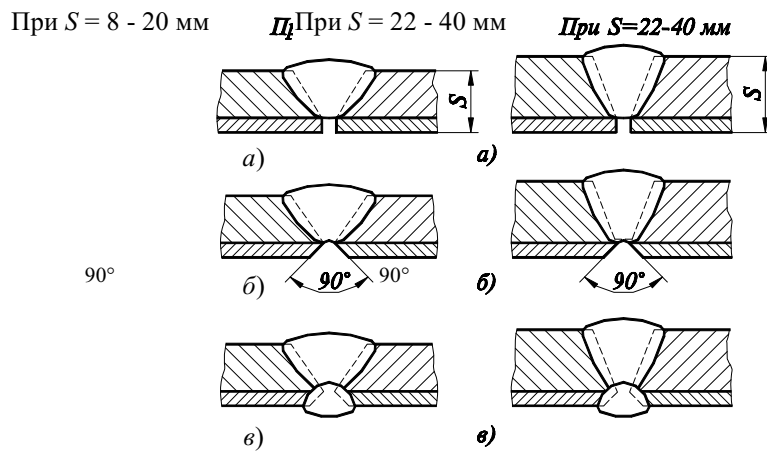 При S = 8 - 20 мм При S = 22 - 40 мм При S=22-40 мм
S S
а) а)
90° 90° 90° 90°
б) б)
в) в)